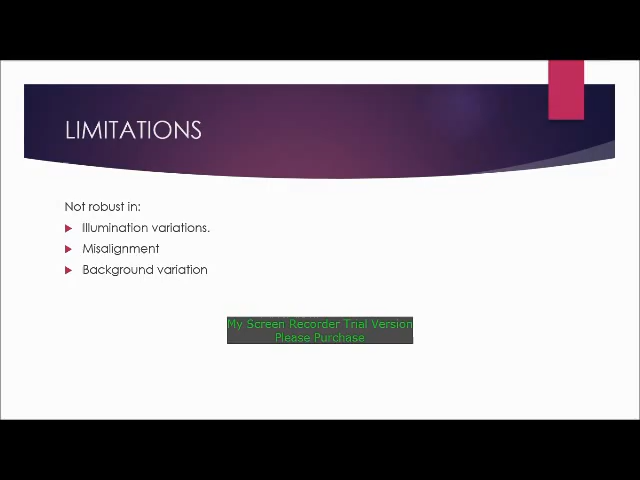 LIMITATIONS
Not robust in:
Illumination variations.
Misalignment
Background variation
My Screen Recorder Trial Version
Please Purchase